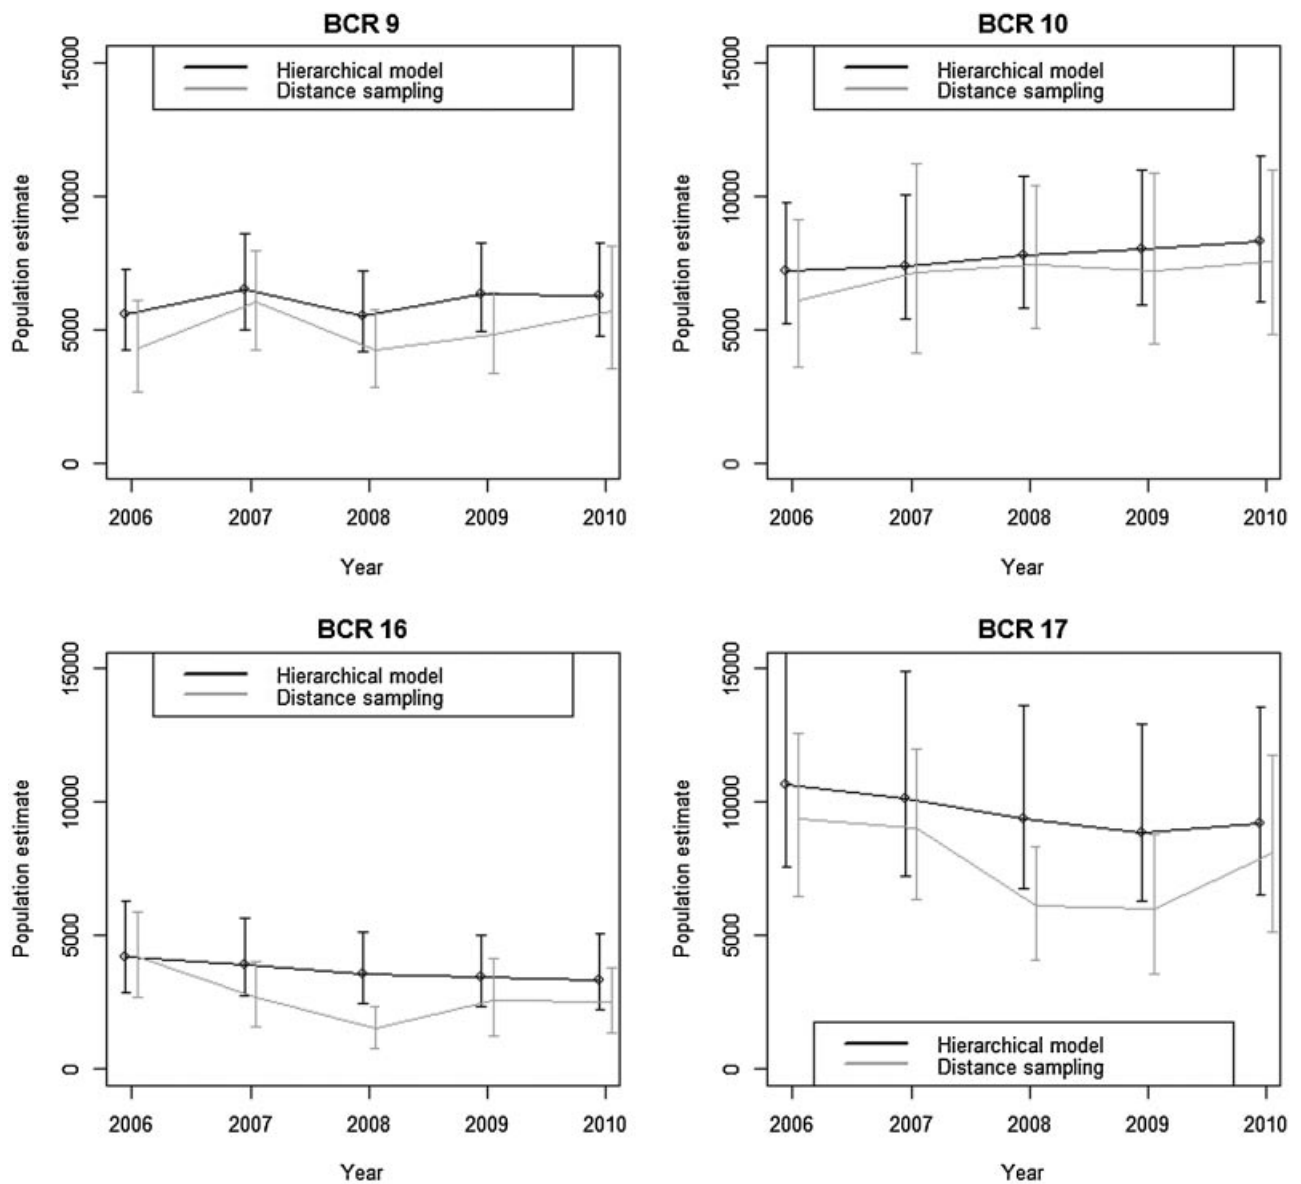 BCR 9
Hierarchical model
Distance sampling
Population estimate
15000
10000
5000
0
2006 2007 2008 2009 2010
Year
BCR 10
Hierarchical model
Distance sampling
Population estimate
15000
10000
5000
0
2006 2007 2008 2009 2010
Year
BCR 16
Hierarchical model
Distance sampling
Population estimate
15000
10000
5000
0
2006 2007 2008 2009 2010
Year
BCR 17
Population estimate
15000
10000
5000
0
Hierarchical model
Distance sampling
2006 2007 2008 2009 2010
Year